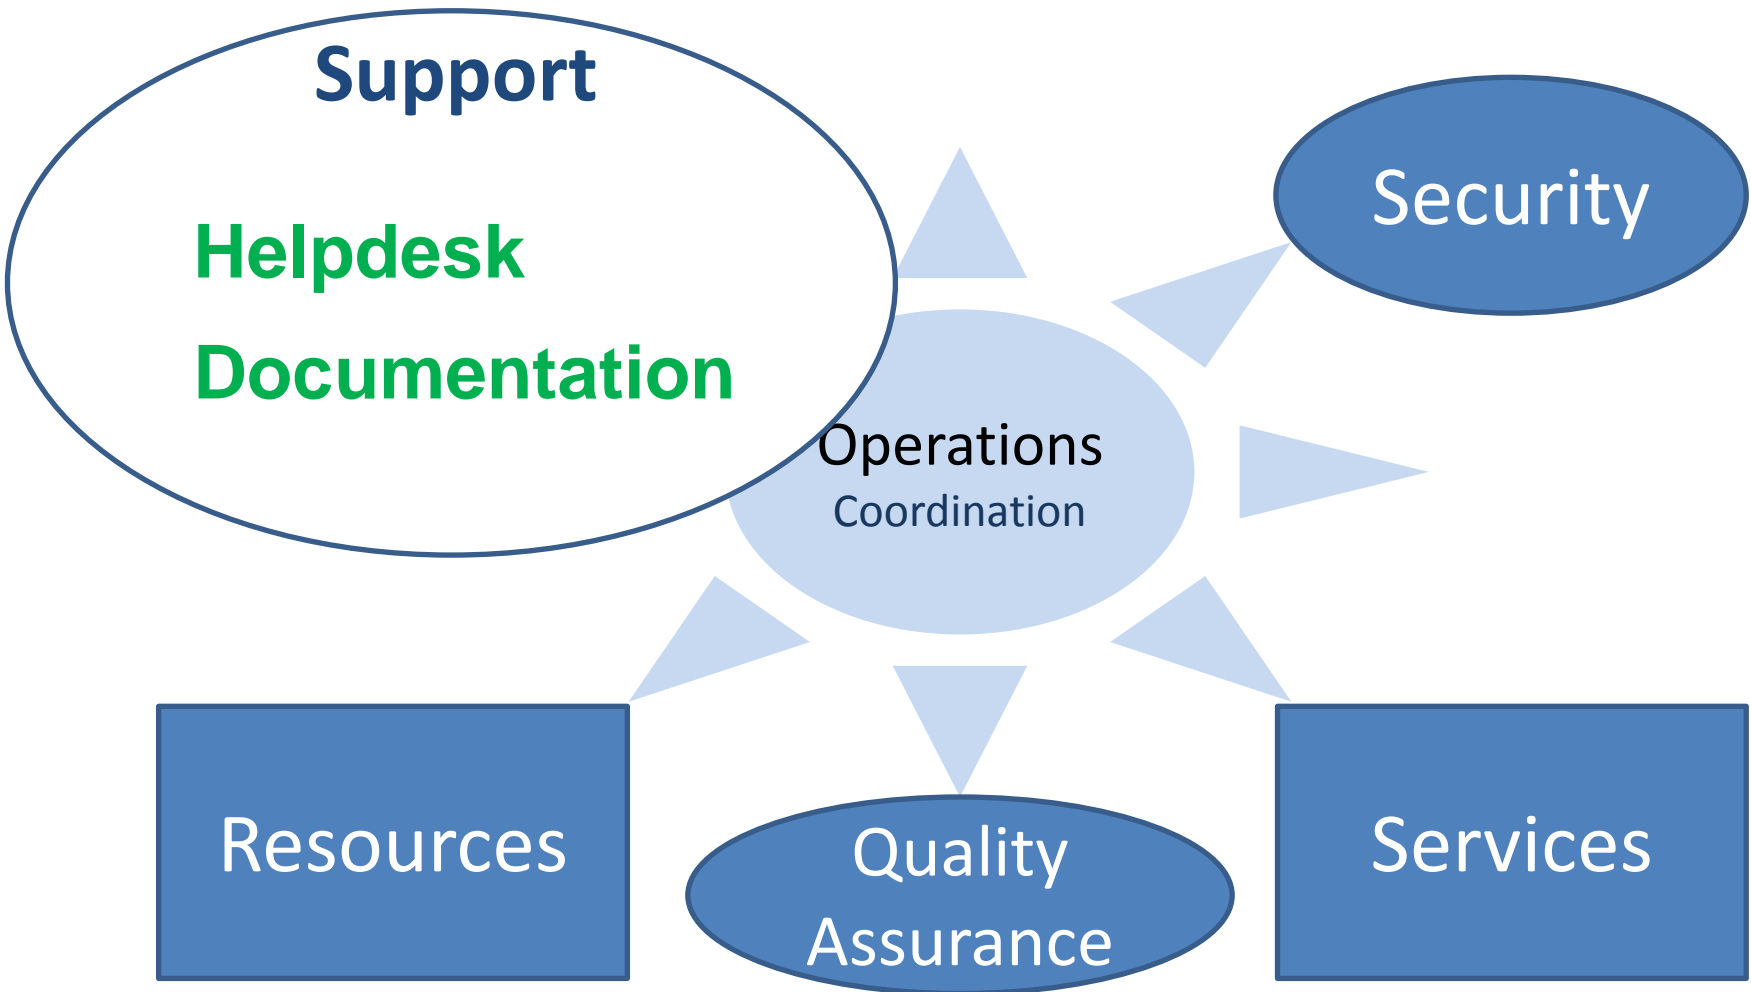 Support
Helpdesk
Documentation
Security
Operations
Coordination
Resources
Quality
Assurance
Services